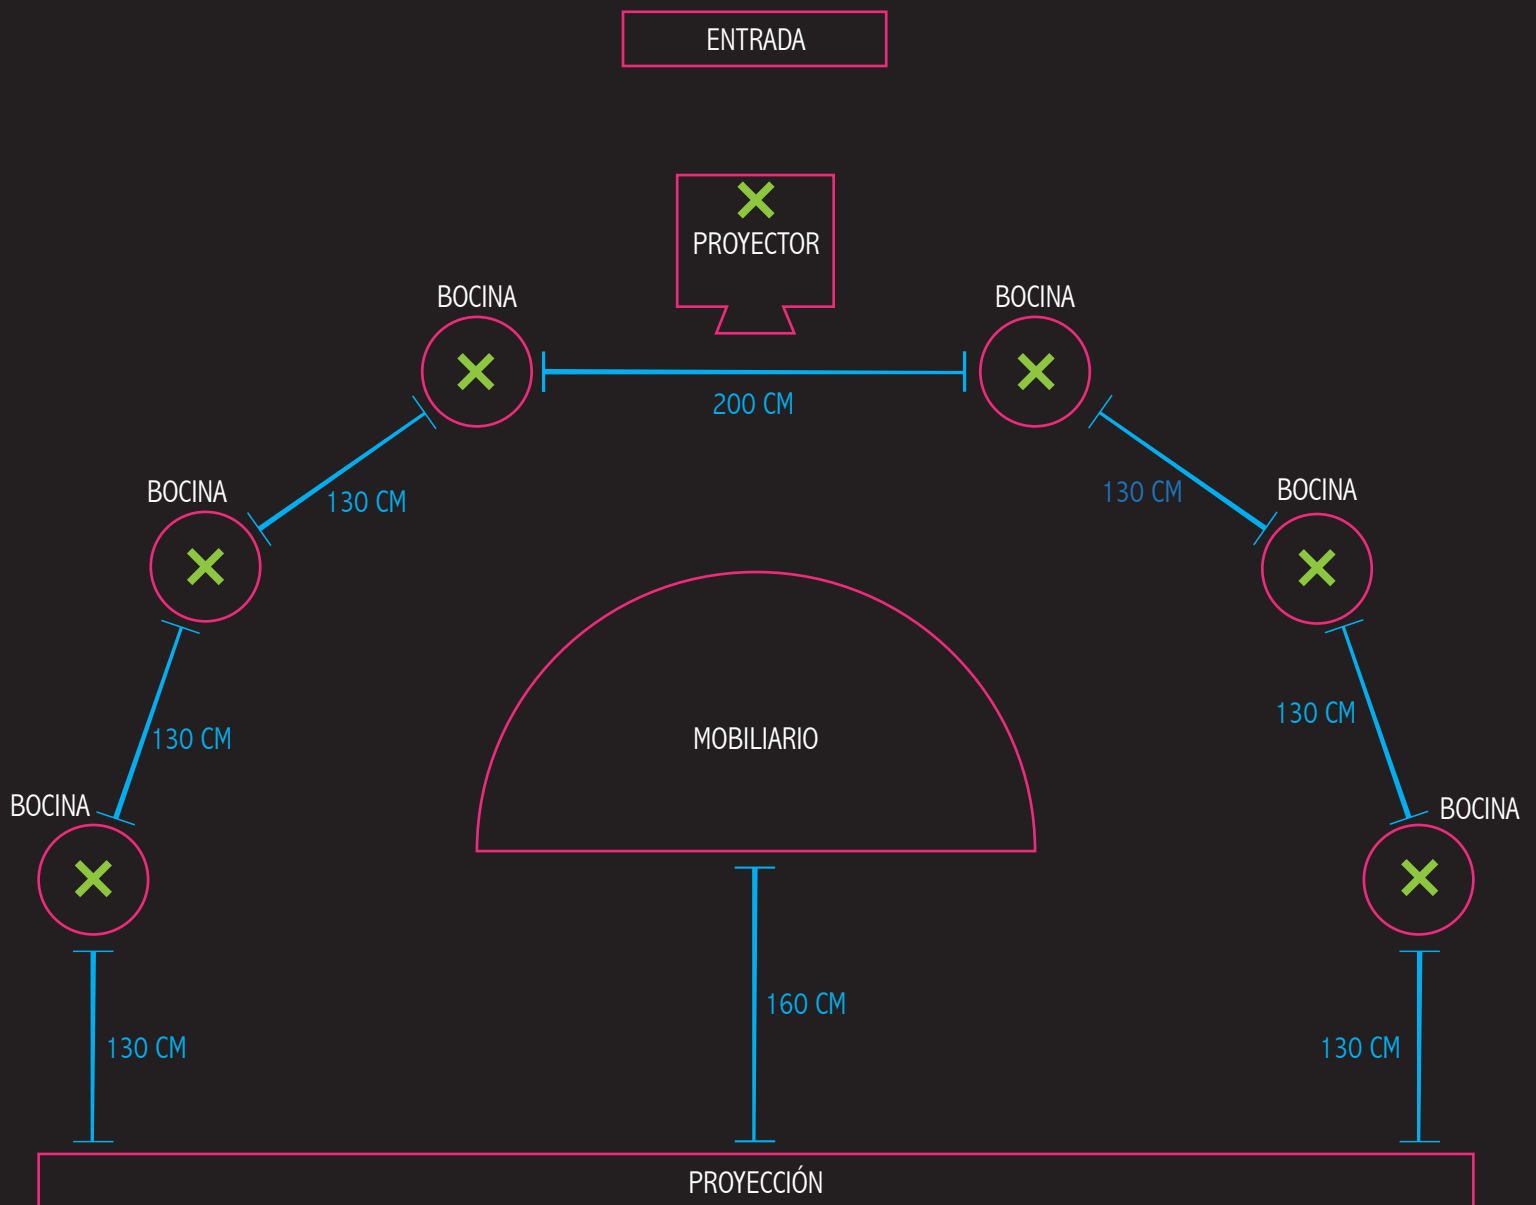 ENTRADA
PROYECTOR
BOCINA
BOCINA
200 CM
130 CM
130 CM
BOCINA
BOCINA
130 CM
130 CM
MOBILIARIO
BOCINA
BOCINA
160 CM
130 CM
130 CM
PROYECCIÓN